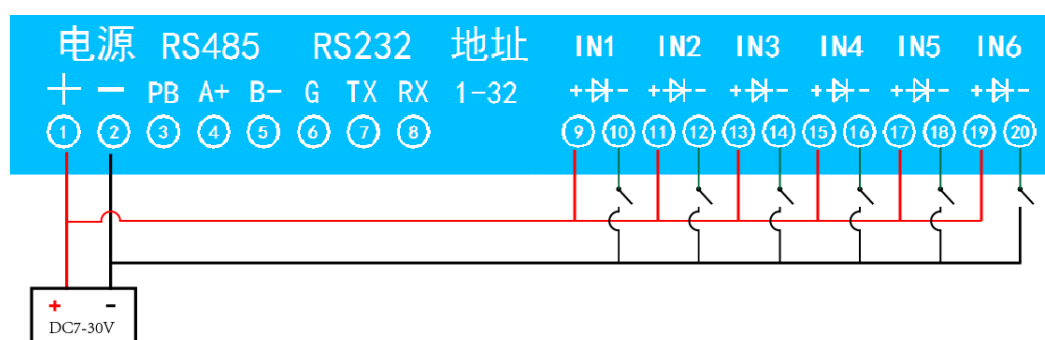 电源 RS485 RS232 地址 IN1 IN2 IN3 IN4 IN5 IN6
+ - PB A+ B- G TX RX 1-32 + - + - + - + - + - + -
1 2 3 4 5 6 7 8 9 10 11 12 13 14 15 16 17 18 19 20
+ -
DC7-30V